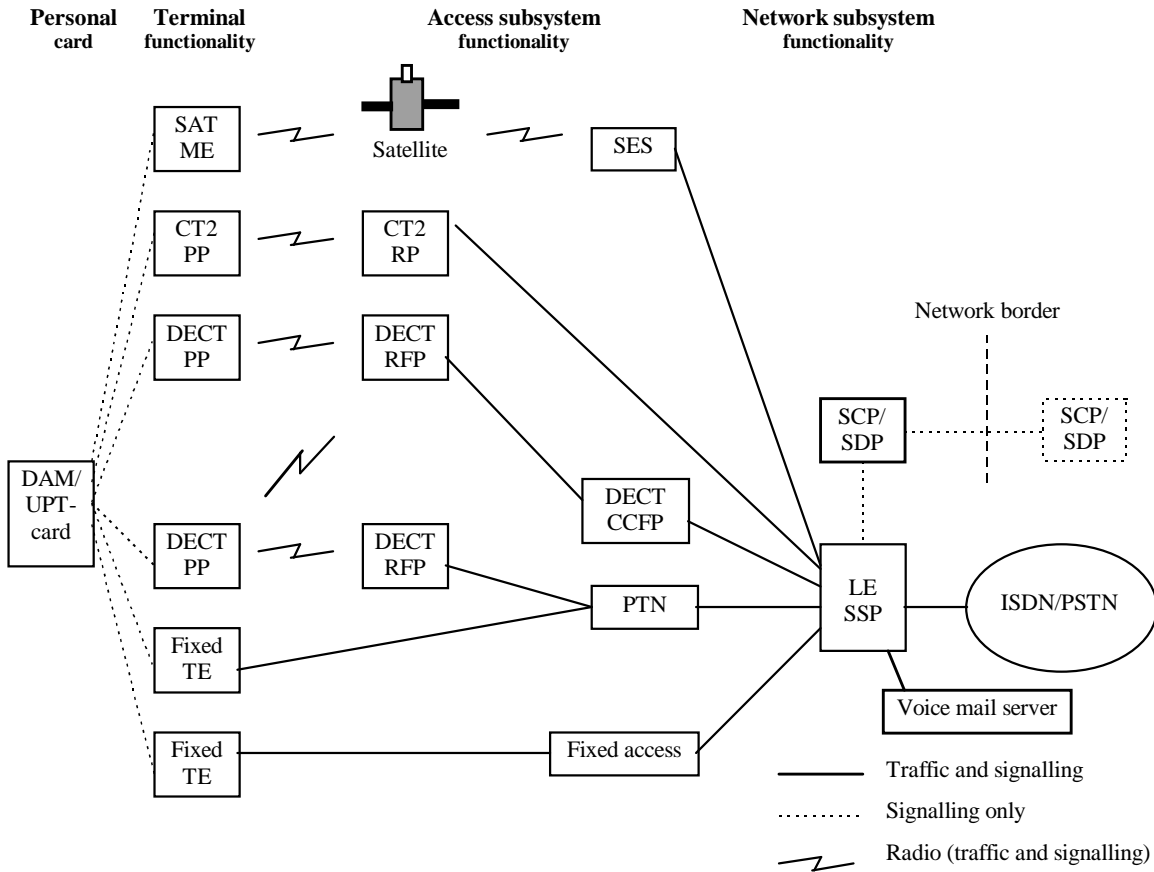 Personal
card
Terminal
functionality
Access subsystem
functionality
Network subsystem
functionality
SAT
ME
Satellite
SES
CT2
PP
CT2
RP
Network border
DECT
PP
DECT
RFP
SCP/
SDP
SCP/
SDP
DAM/
UPT-
card
DECT
CCFP
DECT
PP
DECT
RFP
PTN
LE
SSP
ISDN/PSTN
Fixed
TE
Voice mail server
Fixed
TE
Fixed access
Traffic and signalling
Signalling only
Radio (traffic and signalling)